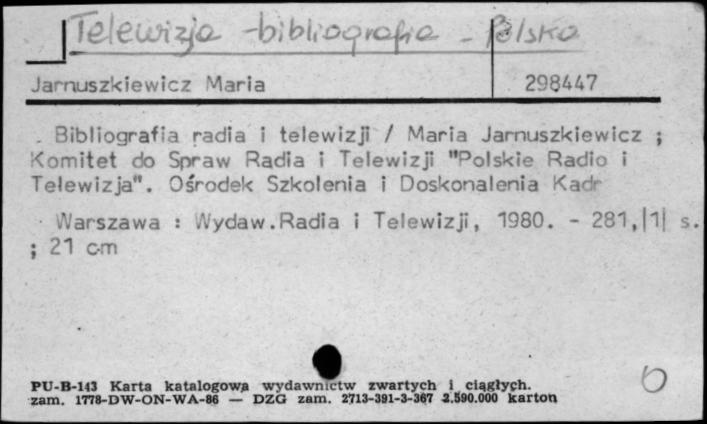 Telewizja - bibliografia - Polska
Jarnuszkiewicz Maria 298447
Bibliografia radia i telewizji / Maria Jarnuszkiewicz ;
Komitet do Spraw Radia i Telewizji "Polskie Radio i
Telewizja". Ośrodek Szkolenia i Doskonalenia Kadr
Warszawa : Wydaw.Radia i Telewizji, 1980. - 281,|1| s.
; 21 cm
PU-B-143 Karta katalogowa wydawnictw zwartych i ciągłych.
zam. 1778-DW-ON-WA-86 — DZG zam. 2713-391-3-367 2.590.000 karton